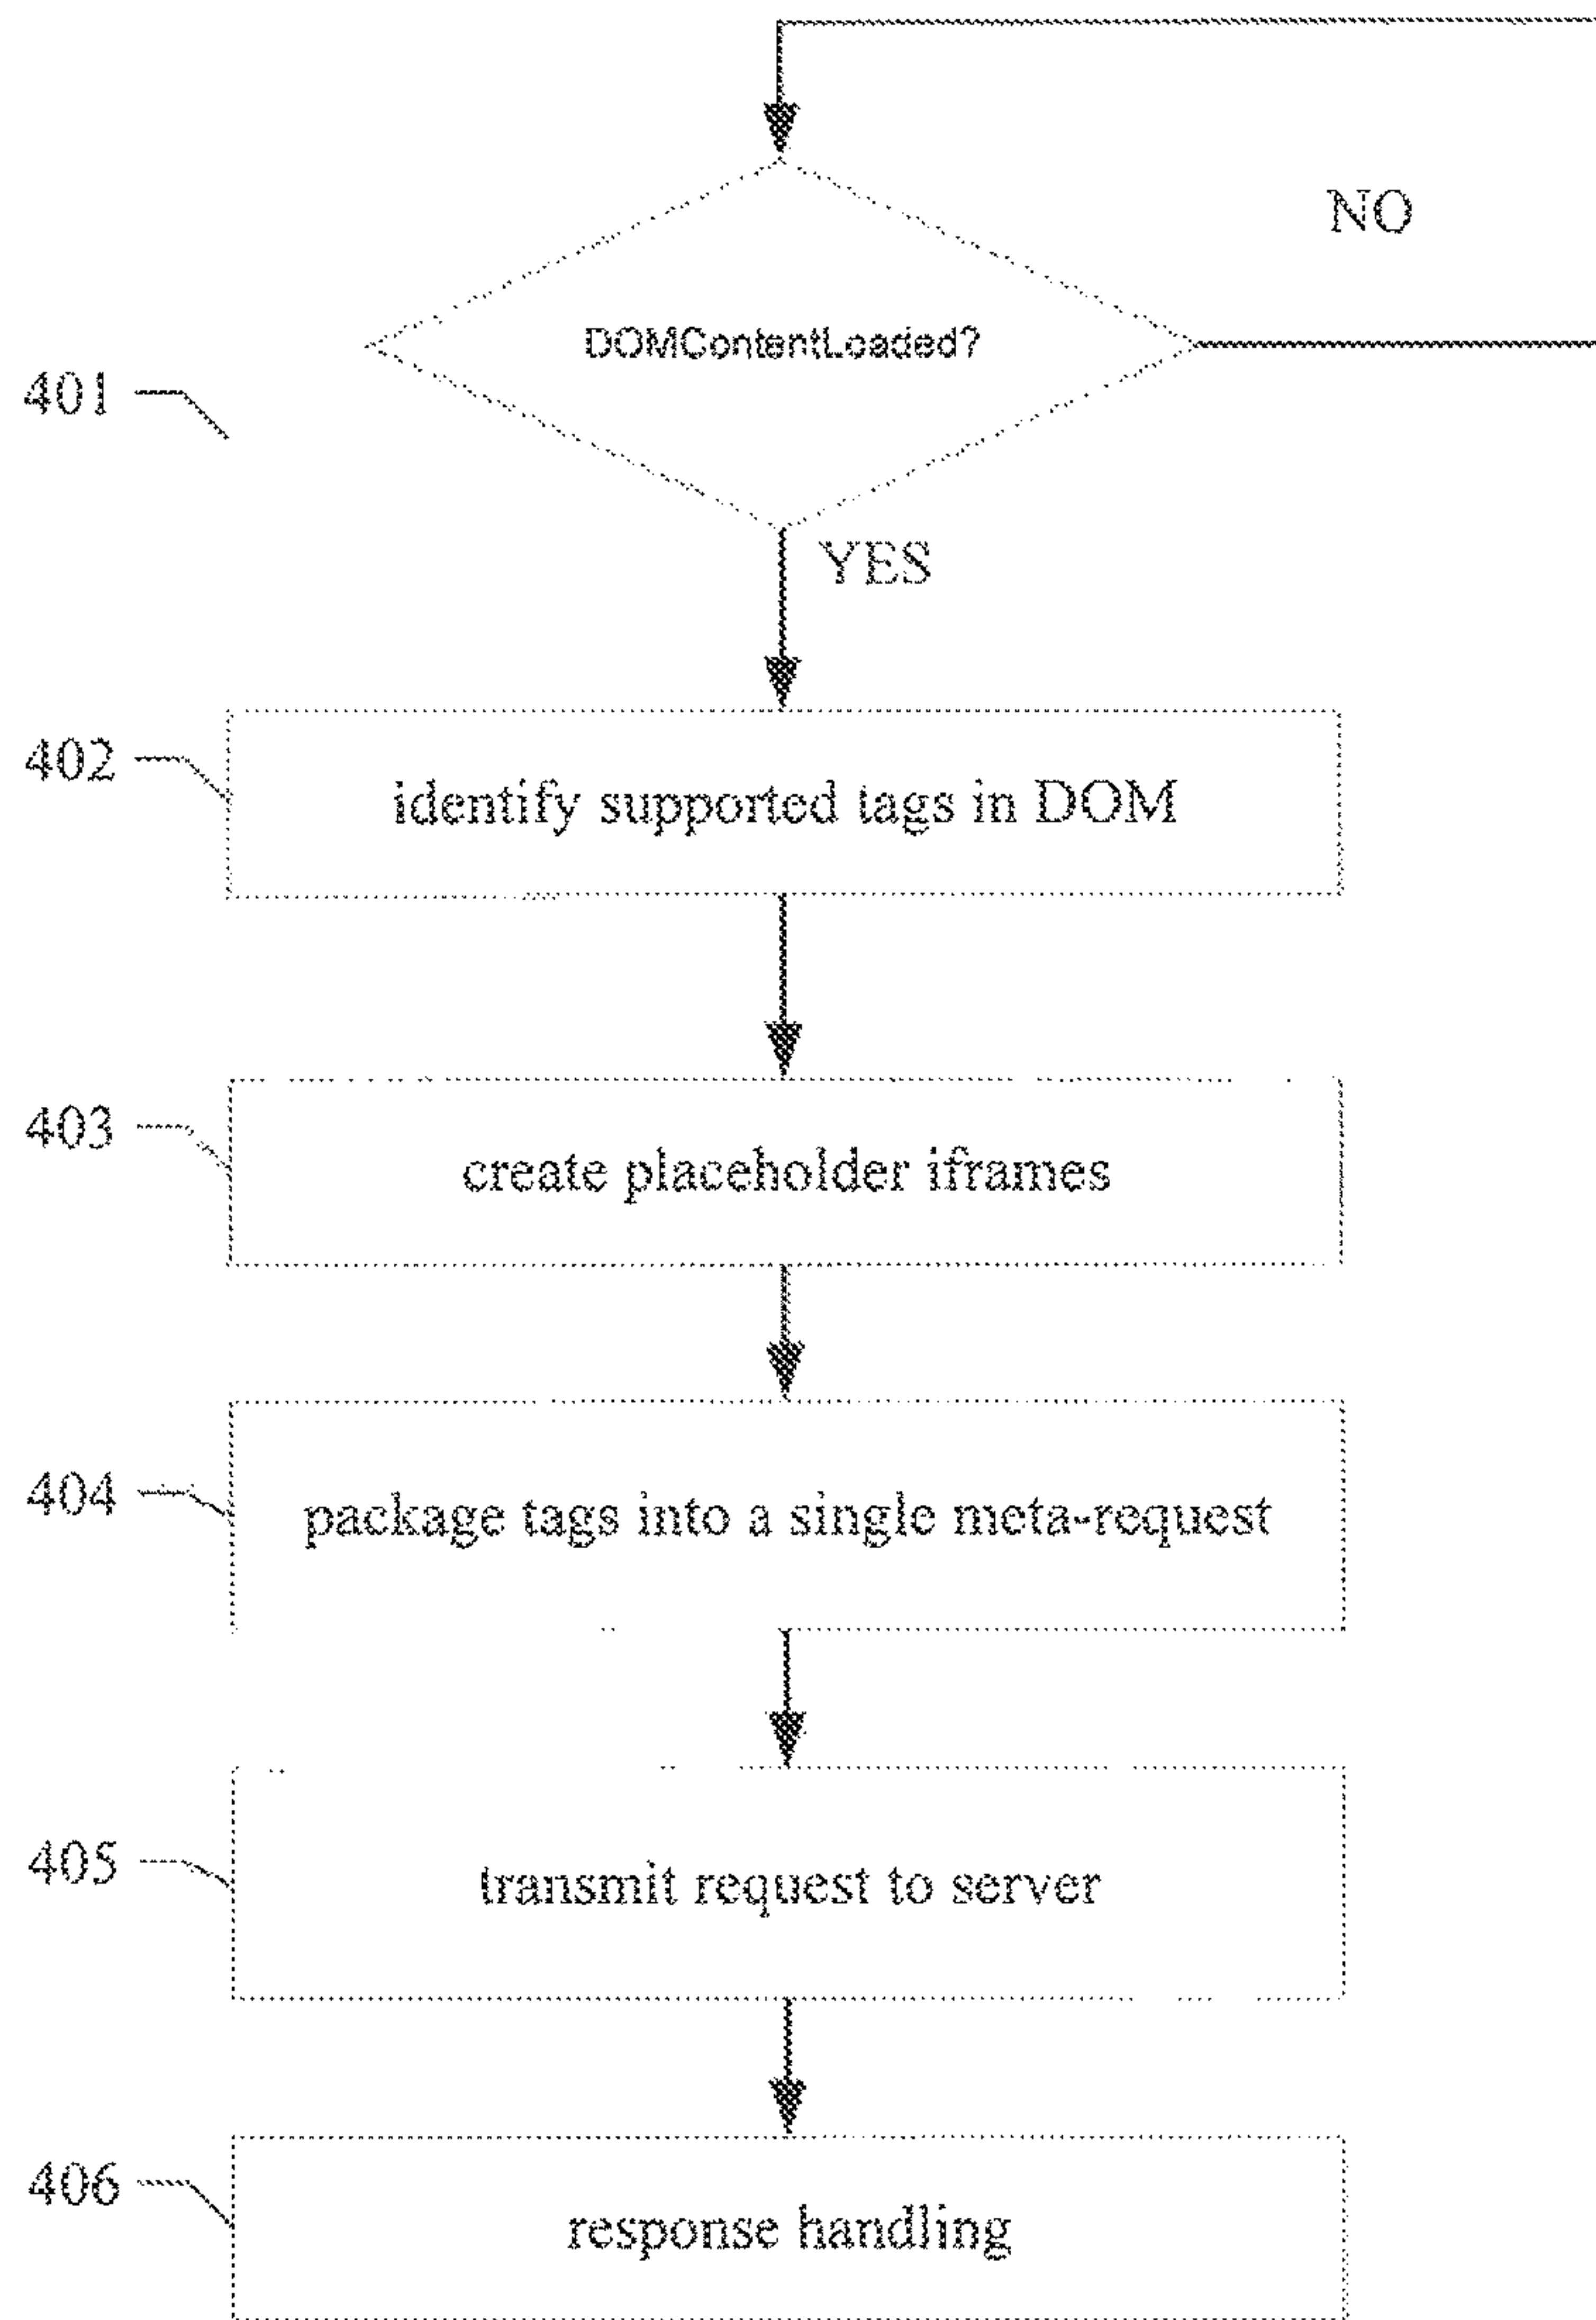 NO
DOMContentLoaded?
401
YES
402
identify supported tags in DOM
403
create placeholder iframes
404
package tags into a single meta-request
405
transmit request to server
406
response handling